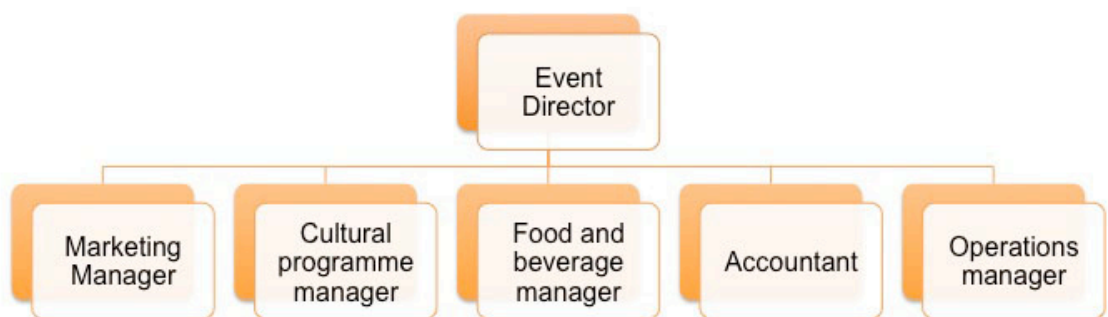 Event
Director
Marketing
Manager
Cultural
programme
manager
Food and
beverage
manager
Accountant
Operations
manager